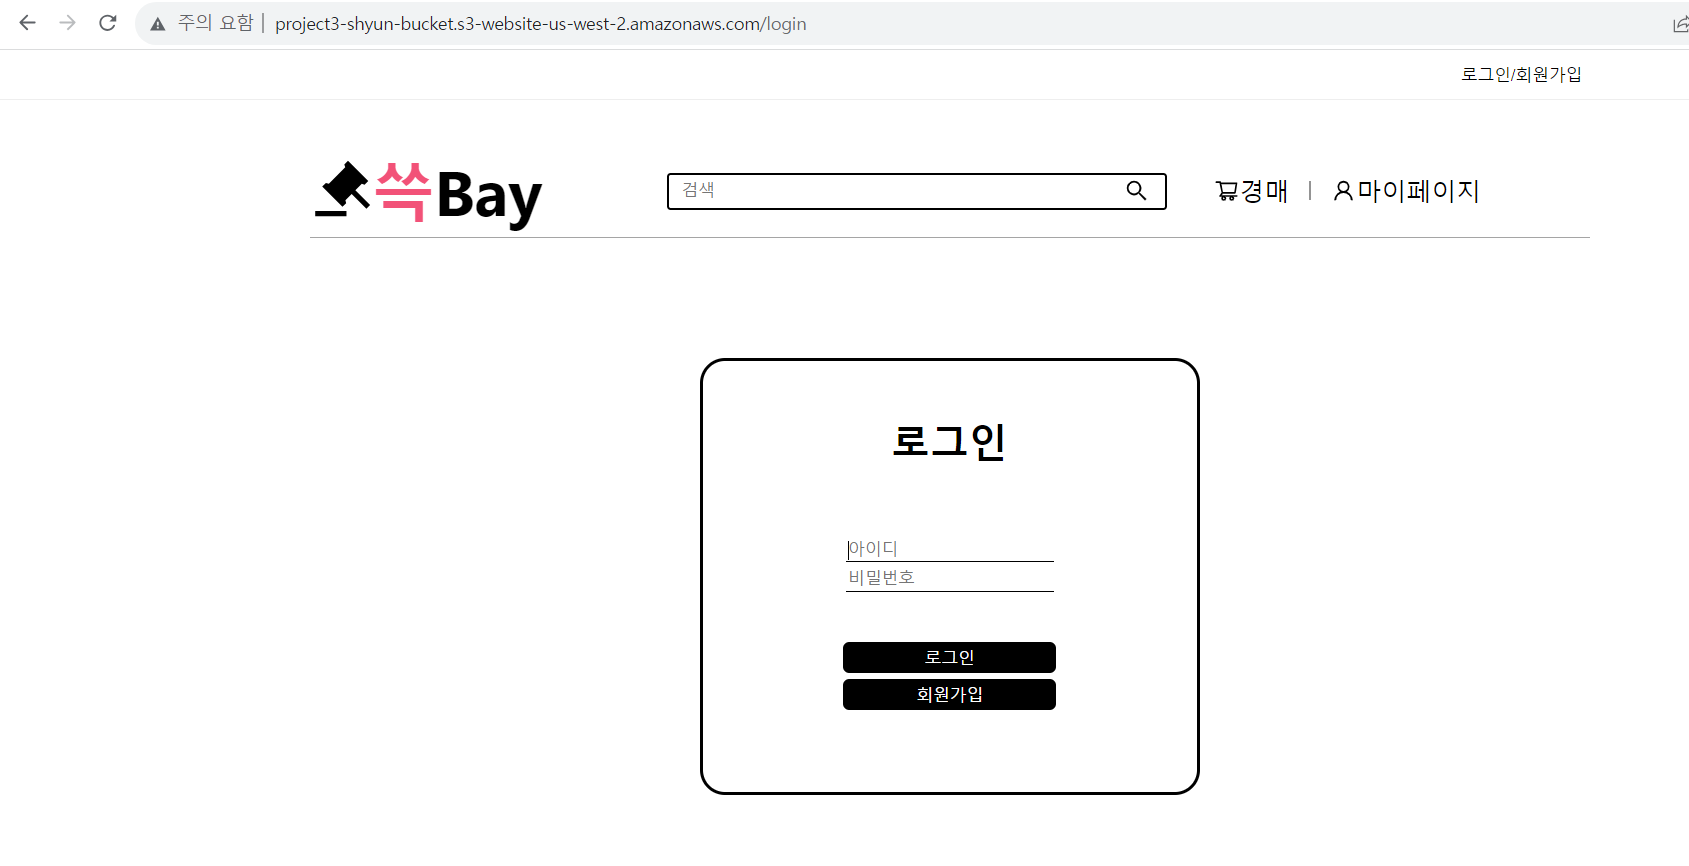 주의 요함 | project3-shyun-bucket.s3-website-us-west-2.amazonaws.com/login
로그인/회원가입
쓱Bay
검색
경매 | 마이페이지
로그인
아이디
비밀번호
로그인
회원가입